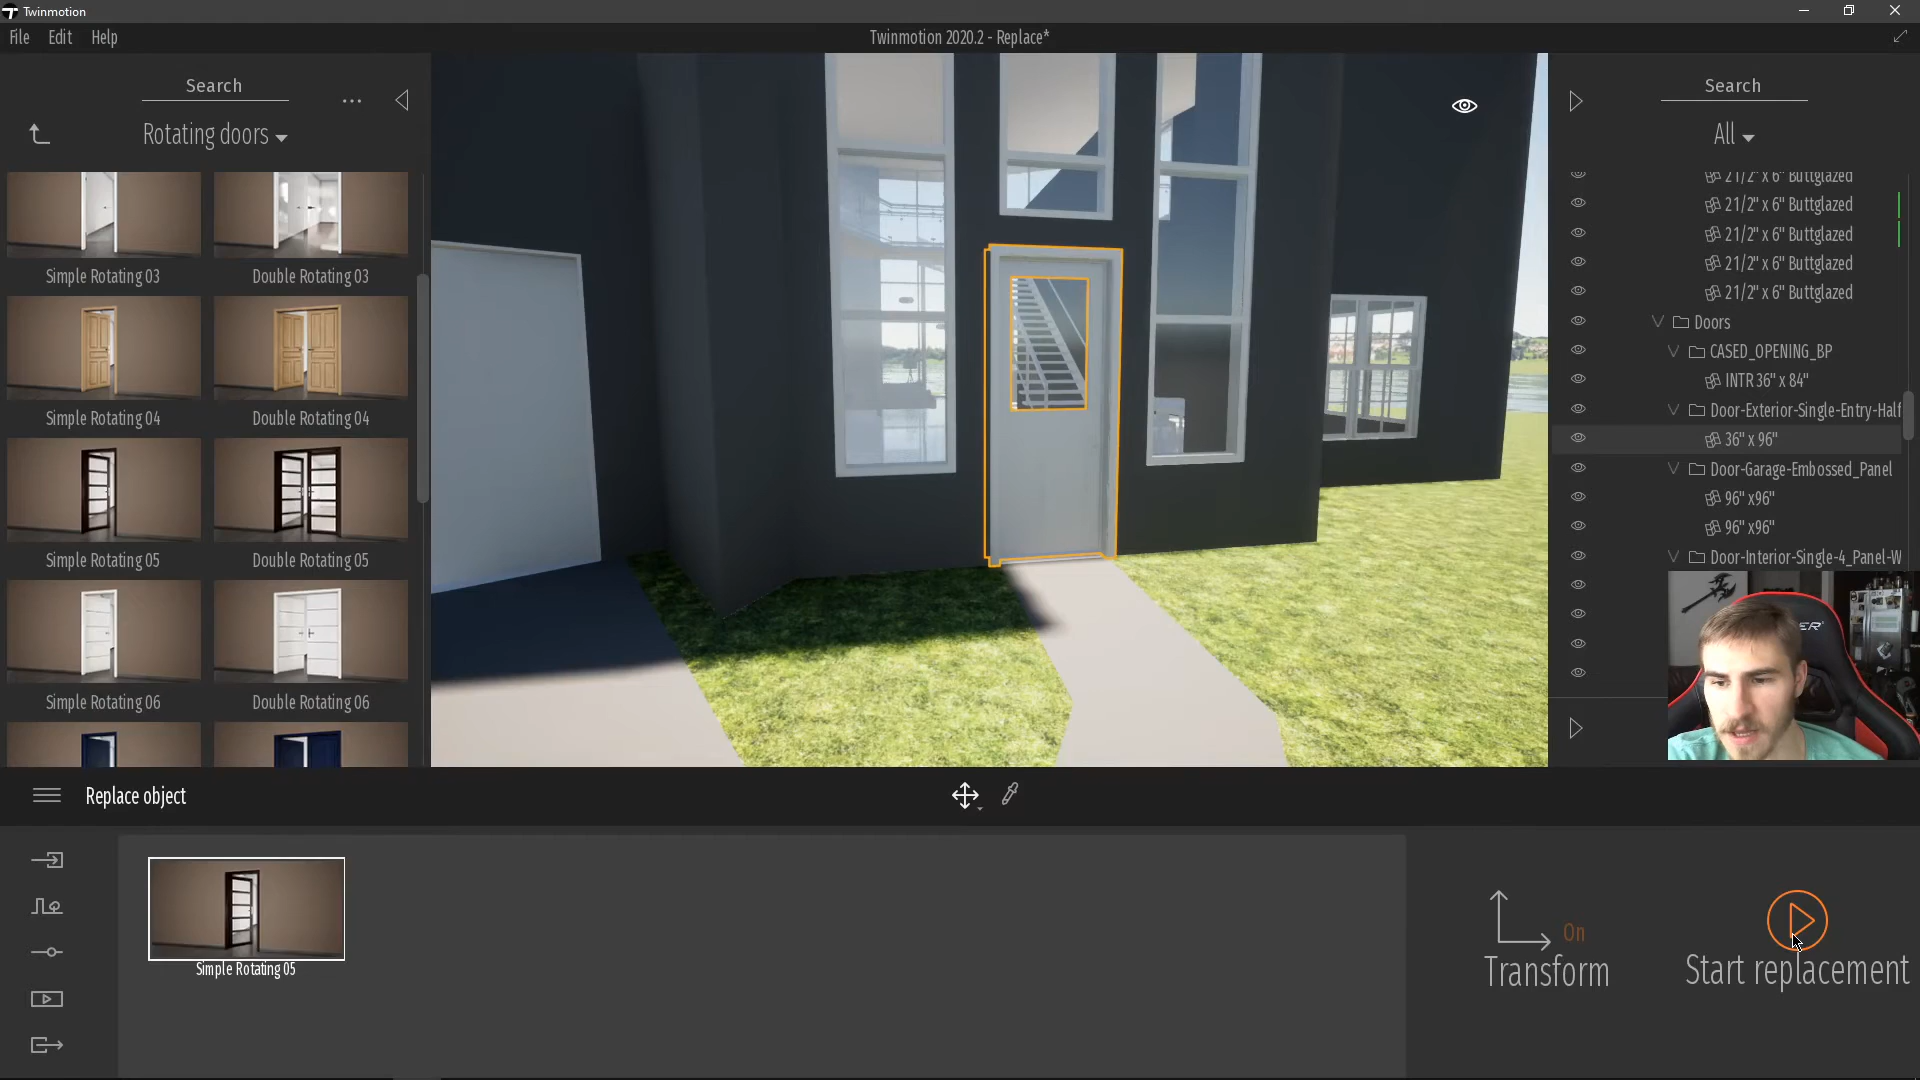 Twinmotion
File Edit Help
Twinmotion 2020.2 - Replace*
Search
...
Rotating doors
Simple Rotating 03
Double Rotating 03
Simple Rotating 04
Double Rotating 04
Simple Rotating 05
Double Rotating 05
Simple Rotating 06
Double Rotating 06
Search
All
21/2" x 6" Buttglazed
21/2" x 6" Buttglazed
21/2" x 6" Buttglazed
21/2" x 6" Buttglazed
21/2" x 6" Buttglazed
Doors
CASED_OPENING_BP
INTR 36" x 84"
Door-Exterior-Single-Entry-Half
36" x 96"
Door-Garage-Embossed_Panel
96" x96"
96" x96"
Door-Interior-Single-4_Panel-W
Replace object
Simple Rotating 05
On
Transform
Start replacement